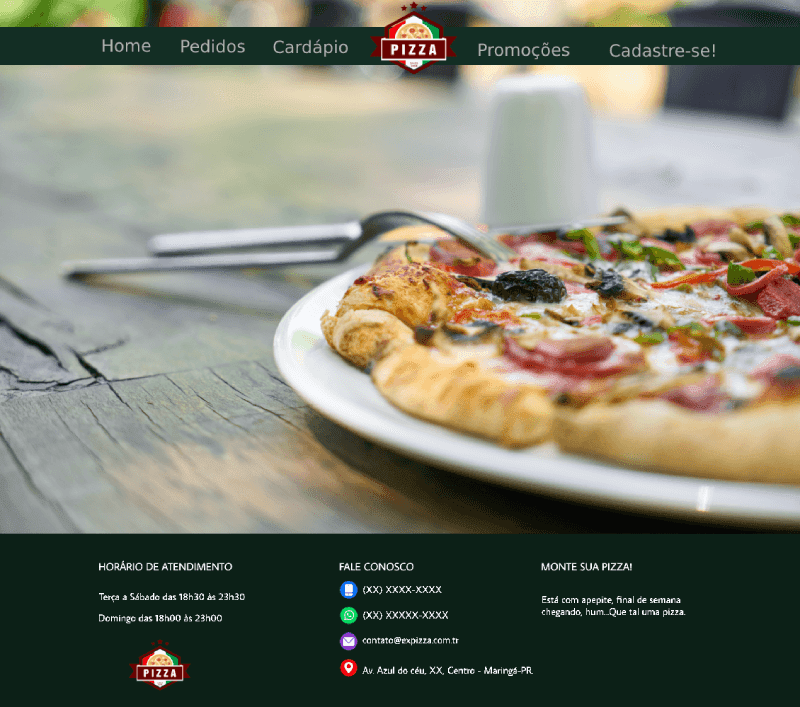 Home Pedidos Cardápio PIZZA Promoções Cadastre-se!
HORÁRIO DE ATENDIMENTO
Terça a Sábado das 18h30 às 23h30
Domingo das 18h00 às 23h00
PIZZA
FALE CONOSCO
(XX) XXXX-XXXX
(XX) XXXXX-XXXX
contato@expizza.com.tr
Av. Azul do céu, XX, Centro - Maringá-PR.
MONTE SUA PIZZA!
Está com apepite, final de semana
chegando, hum...Que tal uma pizza.